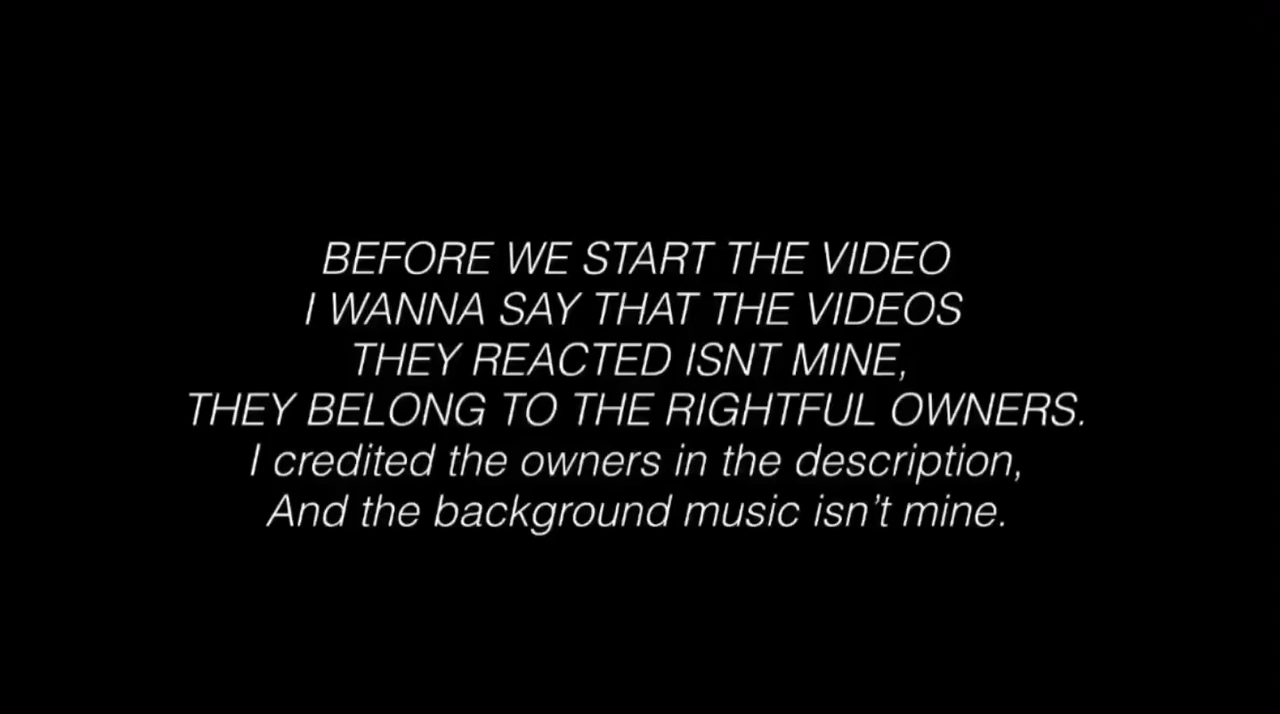 BEFORE WE START THE VIDEO
I WANNA SAY THAT THE VIDEOS
THEY REACTED ISNT MINE,
THEY BELONG TO THE RIGHTFUL OWNERS.
I credited the owners in the description,
And the background music isn’t mine.